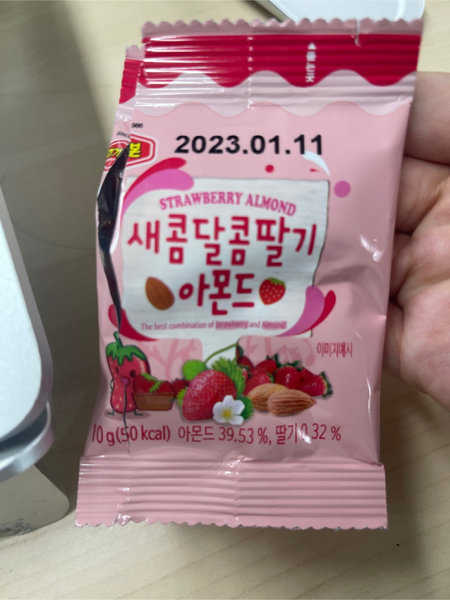 2023.01.11
STRAWBERRY ALMOND
새콤달콤딸기
아몬드
The best combination of strawberry and almond!
이미지예시
10 g(50 kcal) 아몬드 39.53 %, 딸기 0.32 %